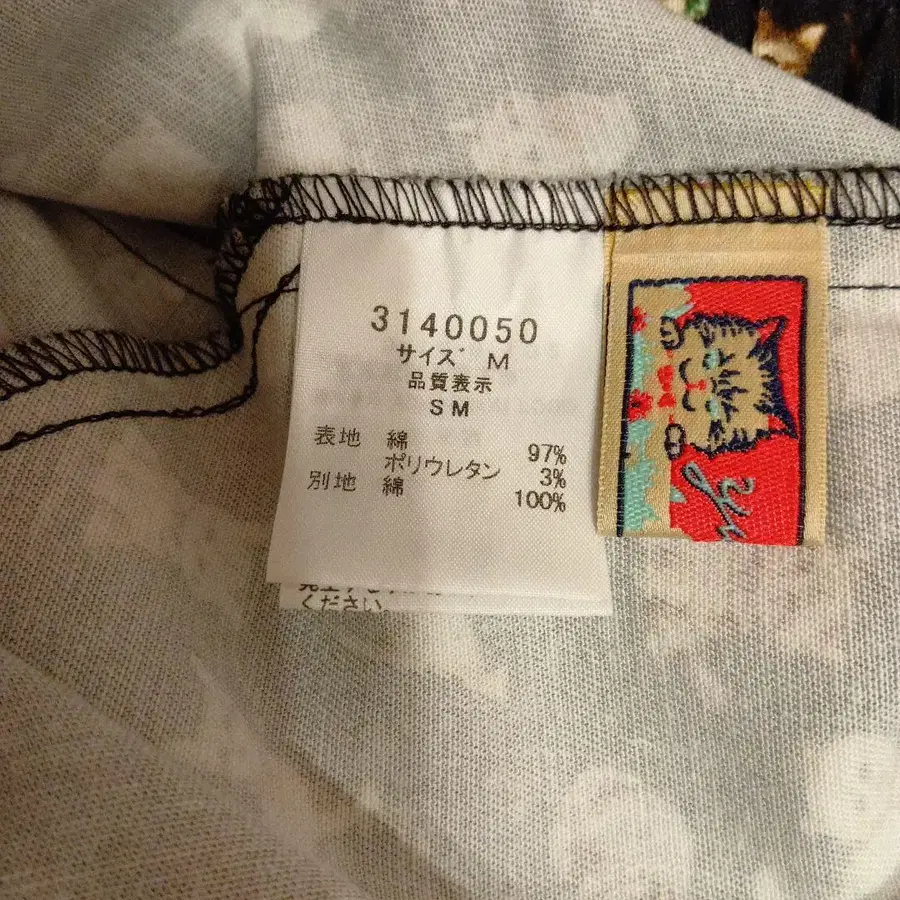 3140050
サイズ M
品質表示
SM
表地 綿 97%
ポリウレタン 3%
別地 綿 100%
ください。
Yu